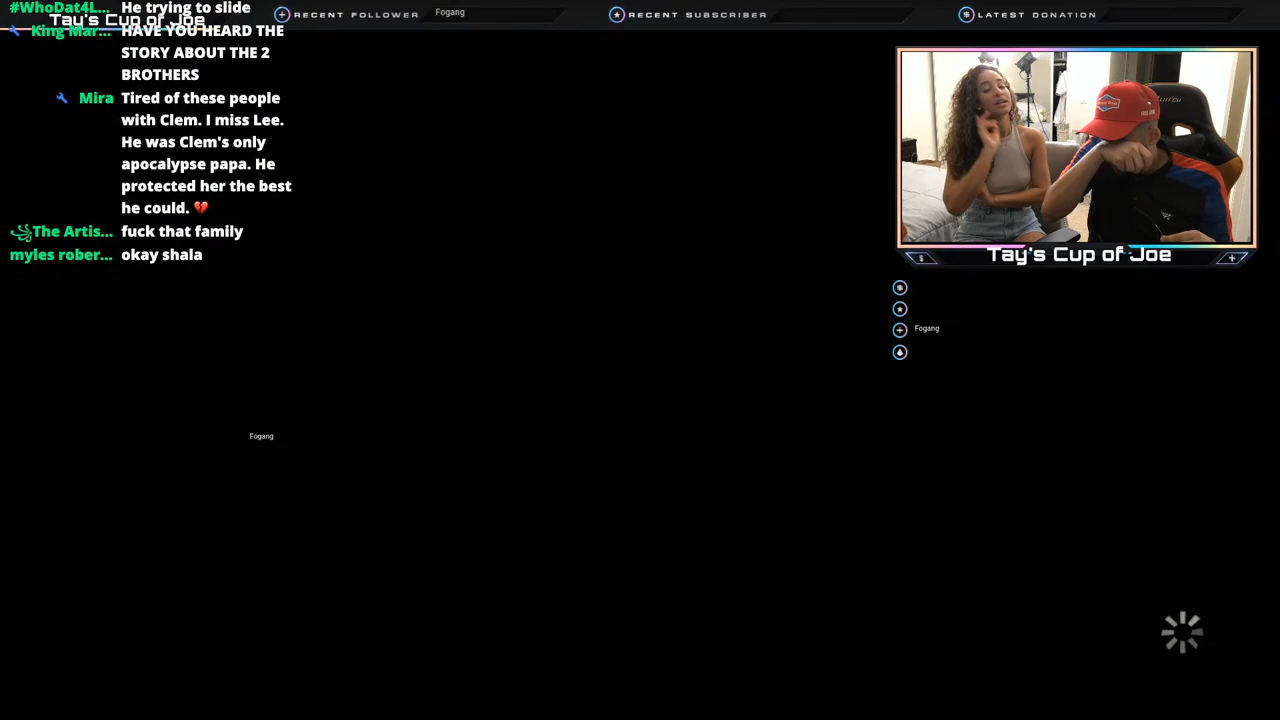 #WhoDat4L... He trying to slide
Tay's Cup of Joe
RECENT FOLLOWER Fogang
RECENT SUBSCRIBER
LATEST DONATION
King Mar... HAVE YOU HEARD THE
STORY ABOUT THE 2
BROTHERS
Mira Tired of these people
with Clem. I miss Lee.
He was Clem's only
apocalypse papa. He
protected her the best
he could. 💔
꧁The Artis... fuck that family
myles rober... okay shala
Tay's Cup of Joe
Fogang
Fogang